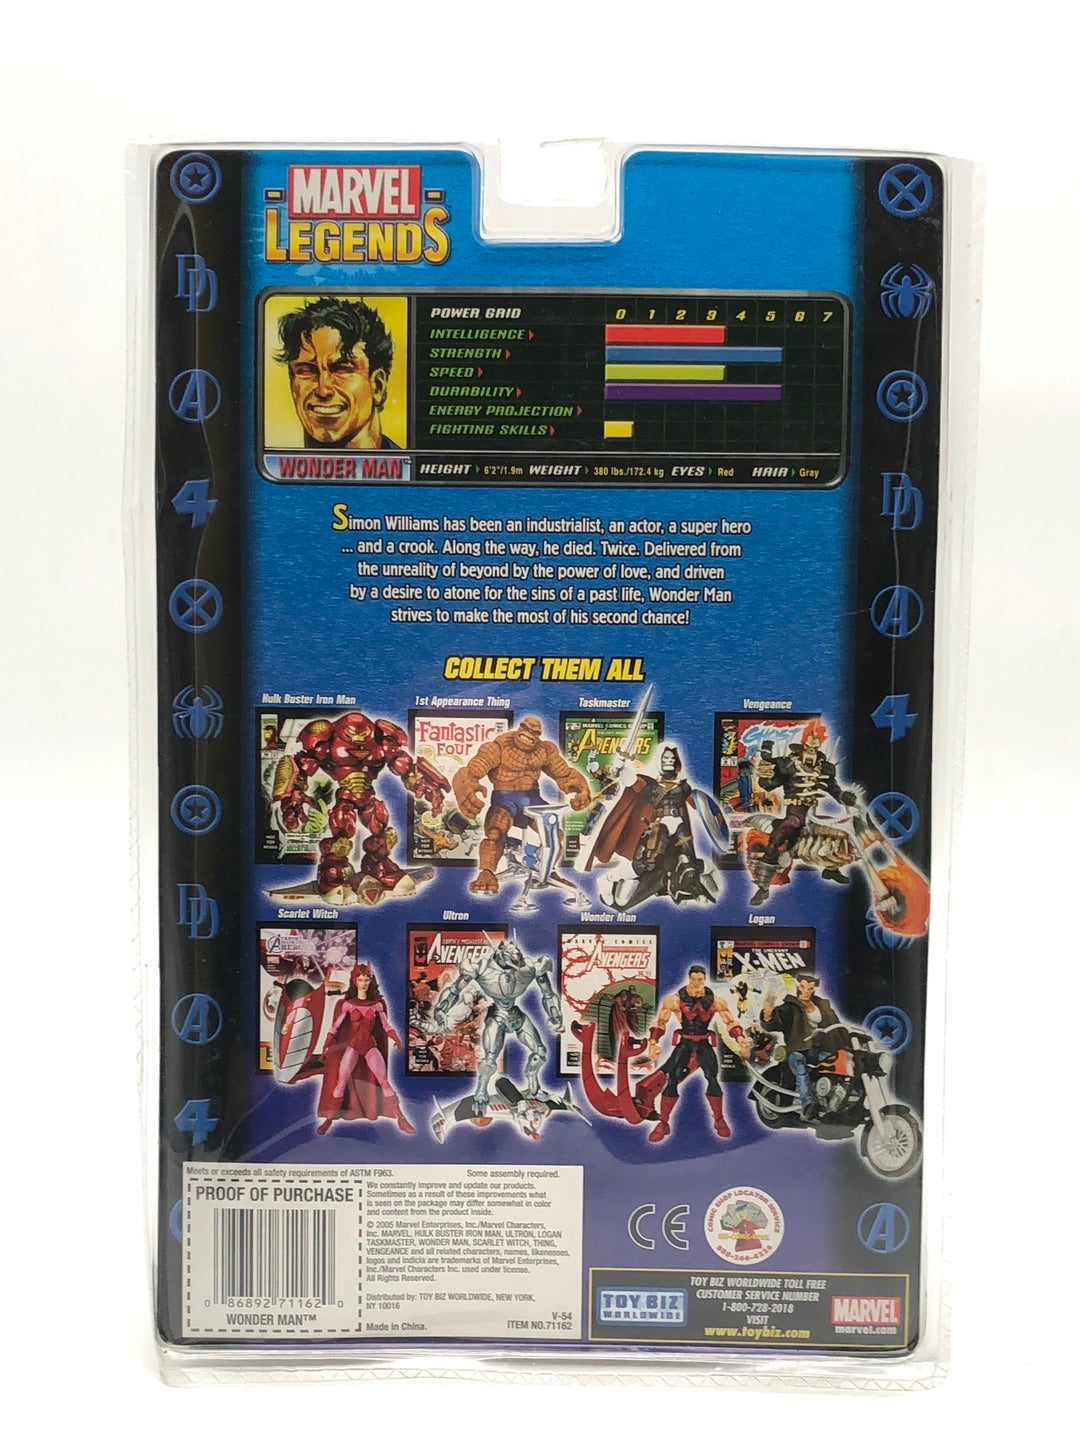 MARVEL
LEGENDS
POWER GRID 0 1 2 3 4 5 6 7
INTELLIGENCE
STRENGTH
SPEED
DURABILITY
ENERGY PROJECTION
FIGHTING SKILLS
WONDER MAN™ HEIGHT 6'2"/1.9m WEIGHT 380 lbs./172.4 kg EYES Red HAIR Gray
Simon Williams has been an industrialist, an actor, a super hero
... and a crook. Along the way, he died. Twice. Delivered from
the unreality of beyond by the power of love, and driven
by a desire to atone for the sins of a past life, Wonder Man
strives to make the most of his second chance!
COLLECT THEM ALL
Hulk Buster Iron Man 1st Appearance Thing Taskmaster Vengeance
Fantastic
Four
AVENGERS
Scarlet Witch Ultron Wonder Man Logan
AVENGERS
AVENGERS
THE UNCANNY
X-MEN
Meets or exceeds all safety requirements of ASTM F963. Some assembly required.
PROOF OF PURCHASE
0 86892 71162 0
WONDER MAN™
We constantly improve and update our products.
Sometimes as a result of these improvements what
is seen on the package may differ somewhat in color
and content from the product inside.
© 2005 Marvel Enterprises, Inc./Marvel Characters,
Inc. MARVEL, HULK BUSTER IRON MAN, ULTRON, LOGAN
TASKMASTER, WONDER MAN, SCARLET WITCH, THING,
VENGEANCE and all related characters, names, likenesses,
logos and indicia are trademarks of Marvel Enterprises,
Inc./Marvel Characters Inc. used under license.
All Rights Reserved.
Distributed by: TOY BIZ WORLDWIDE, NEW YORK,
NY 10016
V-54
Made in China. ITEM NO.71162
CE
COMIC SHOP LOCATOR SERVICE
888-266-4226
TOY BIZ
WORLDWIDE
TOY BIZ WORLDWIDE TOLL FREE
CUSTOMER SERVICE NUMBER
1-800-728-2018
VISIT
www.toybiz.com
MARVEL
marvel.com